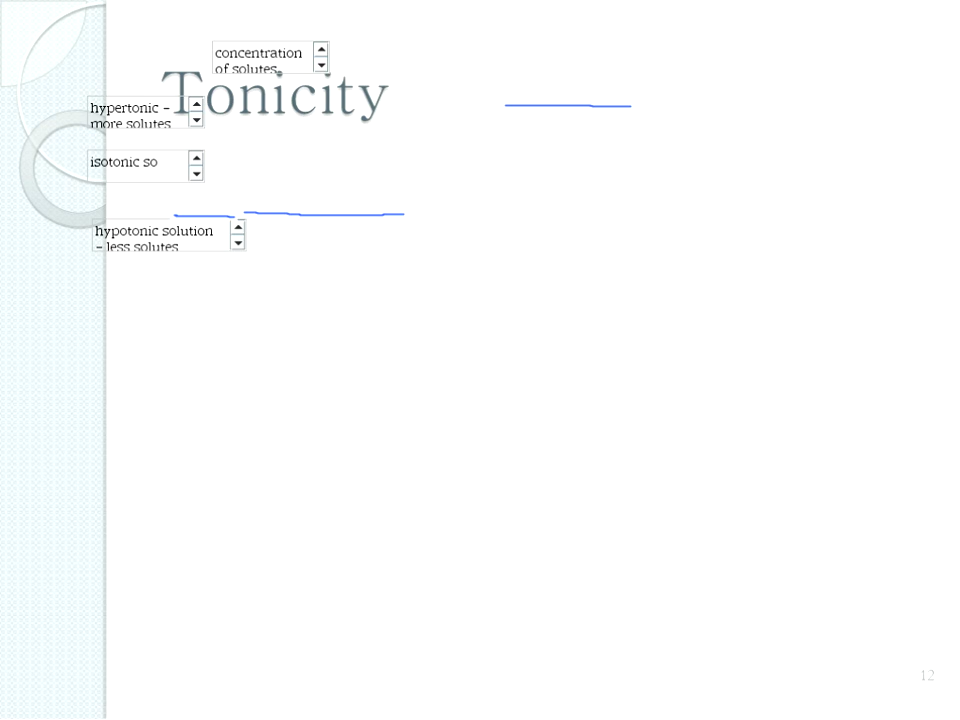 concentration
of solutes
Tonicity
hypertonic –
more solutes
isotonic so
hypotonic solution
– less solutes
12